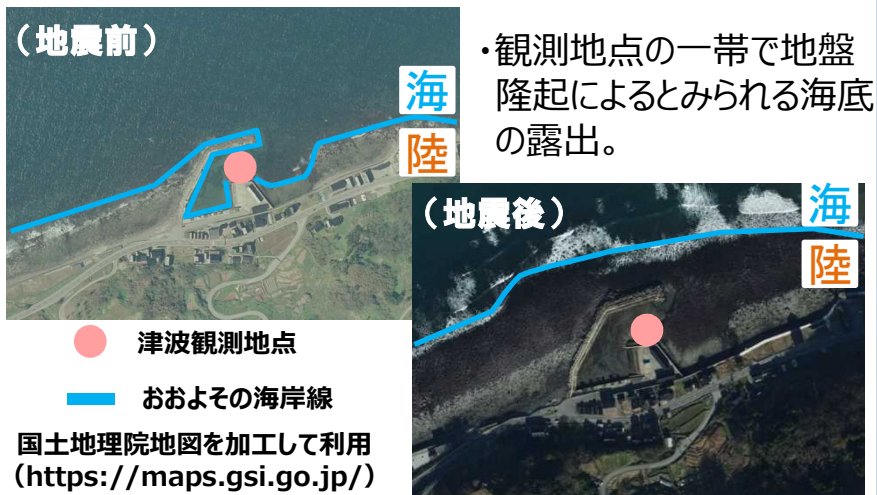 （地震前）
海
陸
・観測地点の一帯で地盤
隆起によるとみられる海底
の露出。
（地震後）
海
陸
津波観測地点
おおよその海岸線
国土地理院地図を加工して利用
（https://maps.gsi.go.jp/）